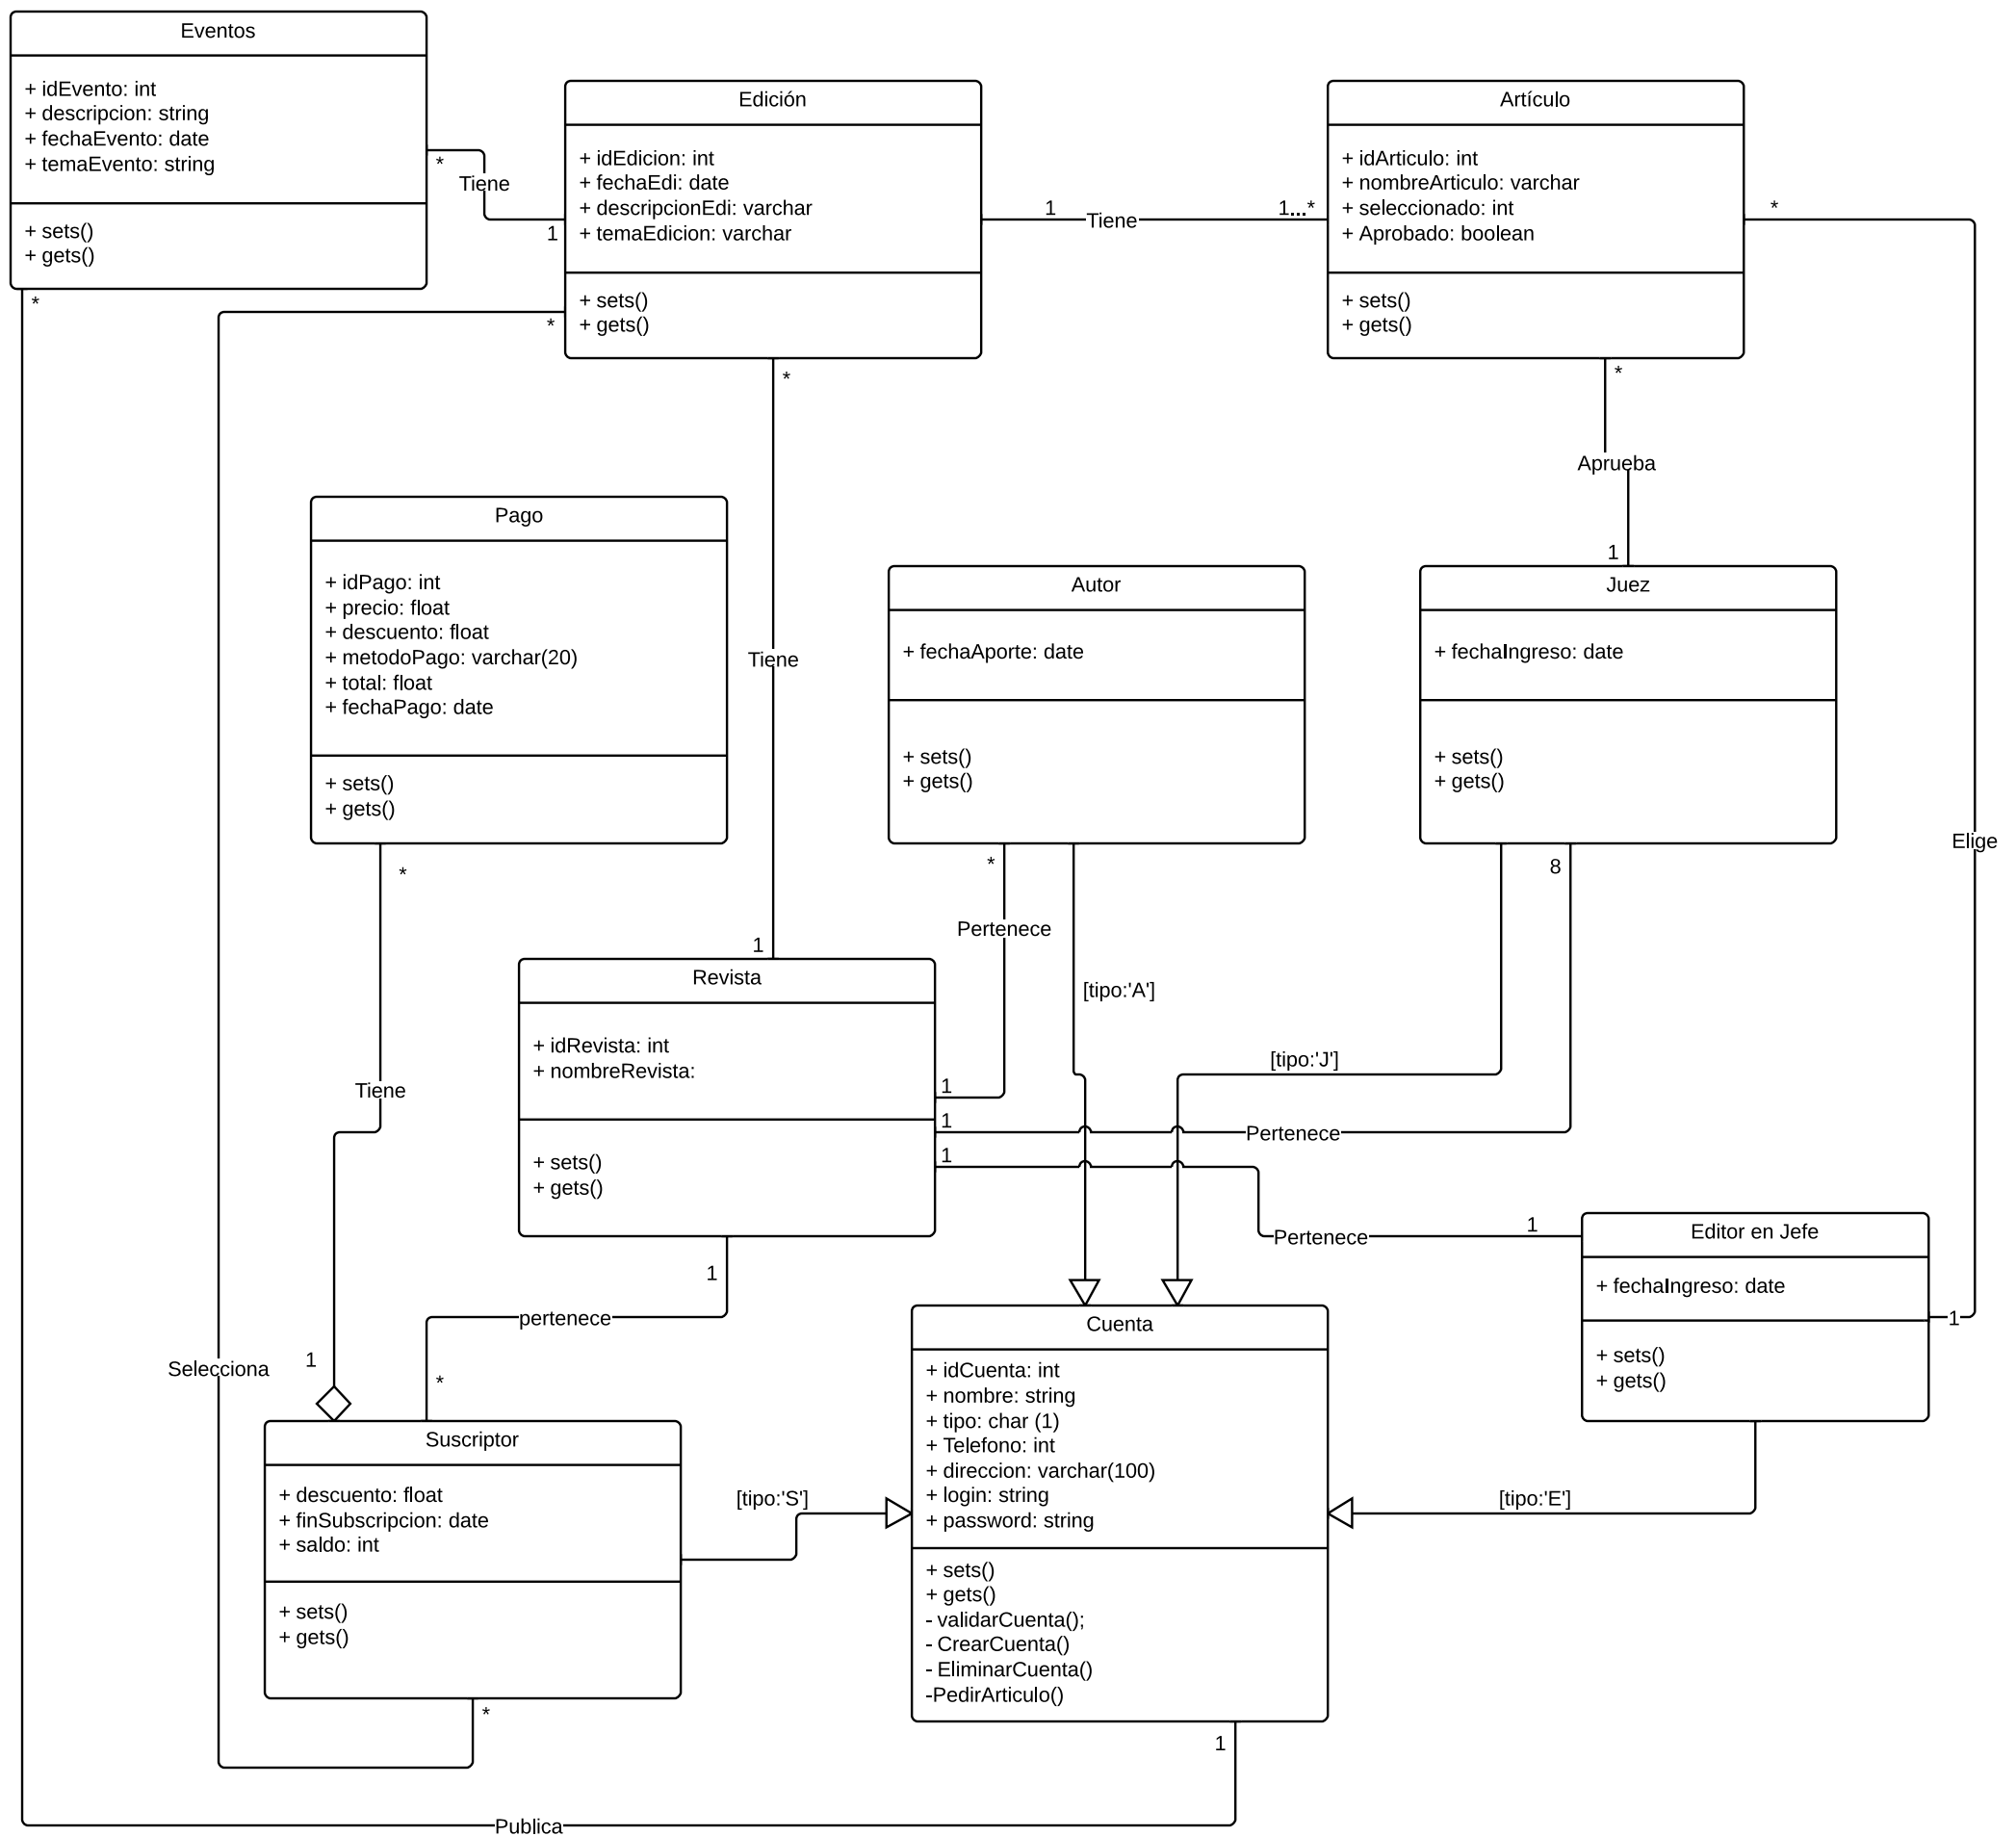 Eventos
+ idEvento: int
+ descripcion: string
+ fechaEvento: date
+ temaEvento: string
+ sets()
+ gets()
*
Tiene
1
*
Edición
+ idEdicion: int
+ fechaEdi: date
+ descripcionEdi: varchar
+ temaEdicion: varchar
+ sets()
+ gets()
*
*
1
Tiene
1...*
Artículo
+ idArticulo: int
+ nombreArticulo: varchar
+ seleccionado: int
+ Aprobado: boolean
+ sets()
+ gets()
*
*
Aprueba
1
Pago
+ idPago: int
+ precio: float
+ descuento: float
+ metodoPago: varchar(20)
+ total: float
+ fechaPago: date
+ sets()
+ gets()
*
Tiene
1
Tiene
1
Autor
+ fechaAporte: date
+ sets()
+ gets()
*
Pertenece
1
[tipo:'A']
Juez
+ fechaIngreso: date
+ sets()
+ gets()
8
Elige
[tipo:'J']
Revista
+ idRevista: int
+ nombreRevista:
+ sets()
+ gets()
1
Pertenece
1
Pertenece
1
1
pertenece
*
Editor en Jefe
+ fechaIngreso: date
+ sets()
+ gets()
1
[tipo:'E']
Selecciona
Suscriptor
+ descuento: float
+ finSubscripcion: date
+ saldo: int
+ sets()
+ gets()
*
[tipo:'S']
Cuenta
+ idCuenta: int
+ nombre: string
+ tipo: char (1)
+ Telefono: int
+ direccion: varchar(100)
+ login: string
+ password: string
+ sets()
+ gets()
- validarCuenta();
- CrearCuenta()
- EliminarCuenta()
-PedirArticulo()
1
Publica